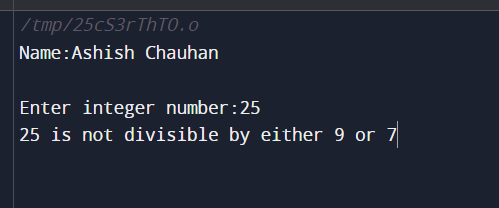 /tmp/25cS3rThTO.o
Name:Ashish Chauhan
Enter integer number:25
25 is not divisible by either 9 or 7